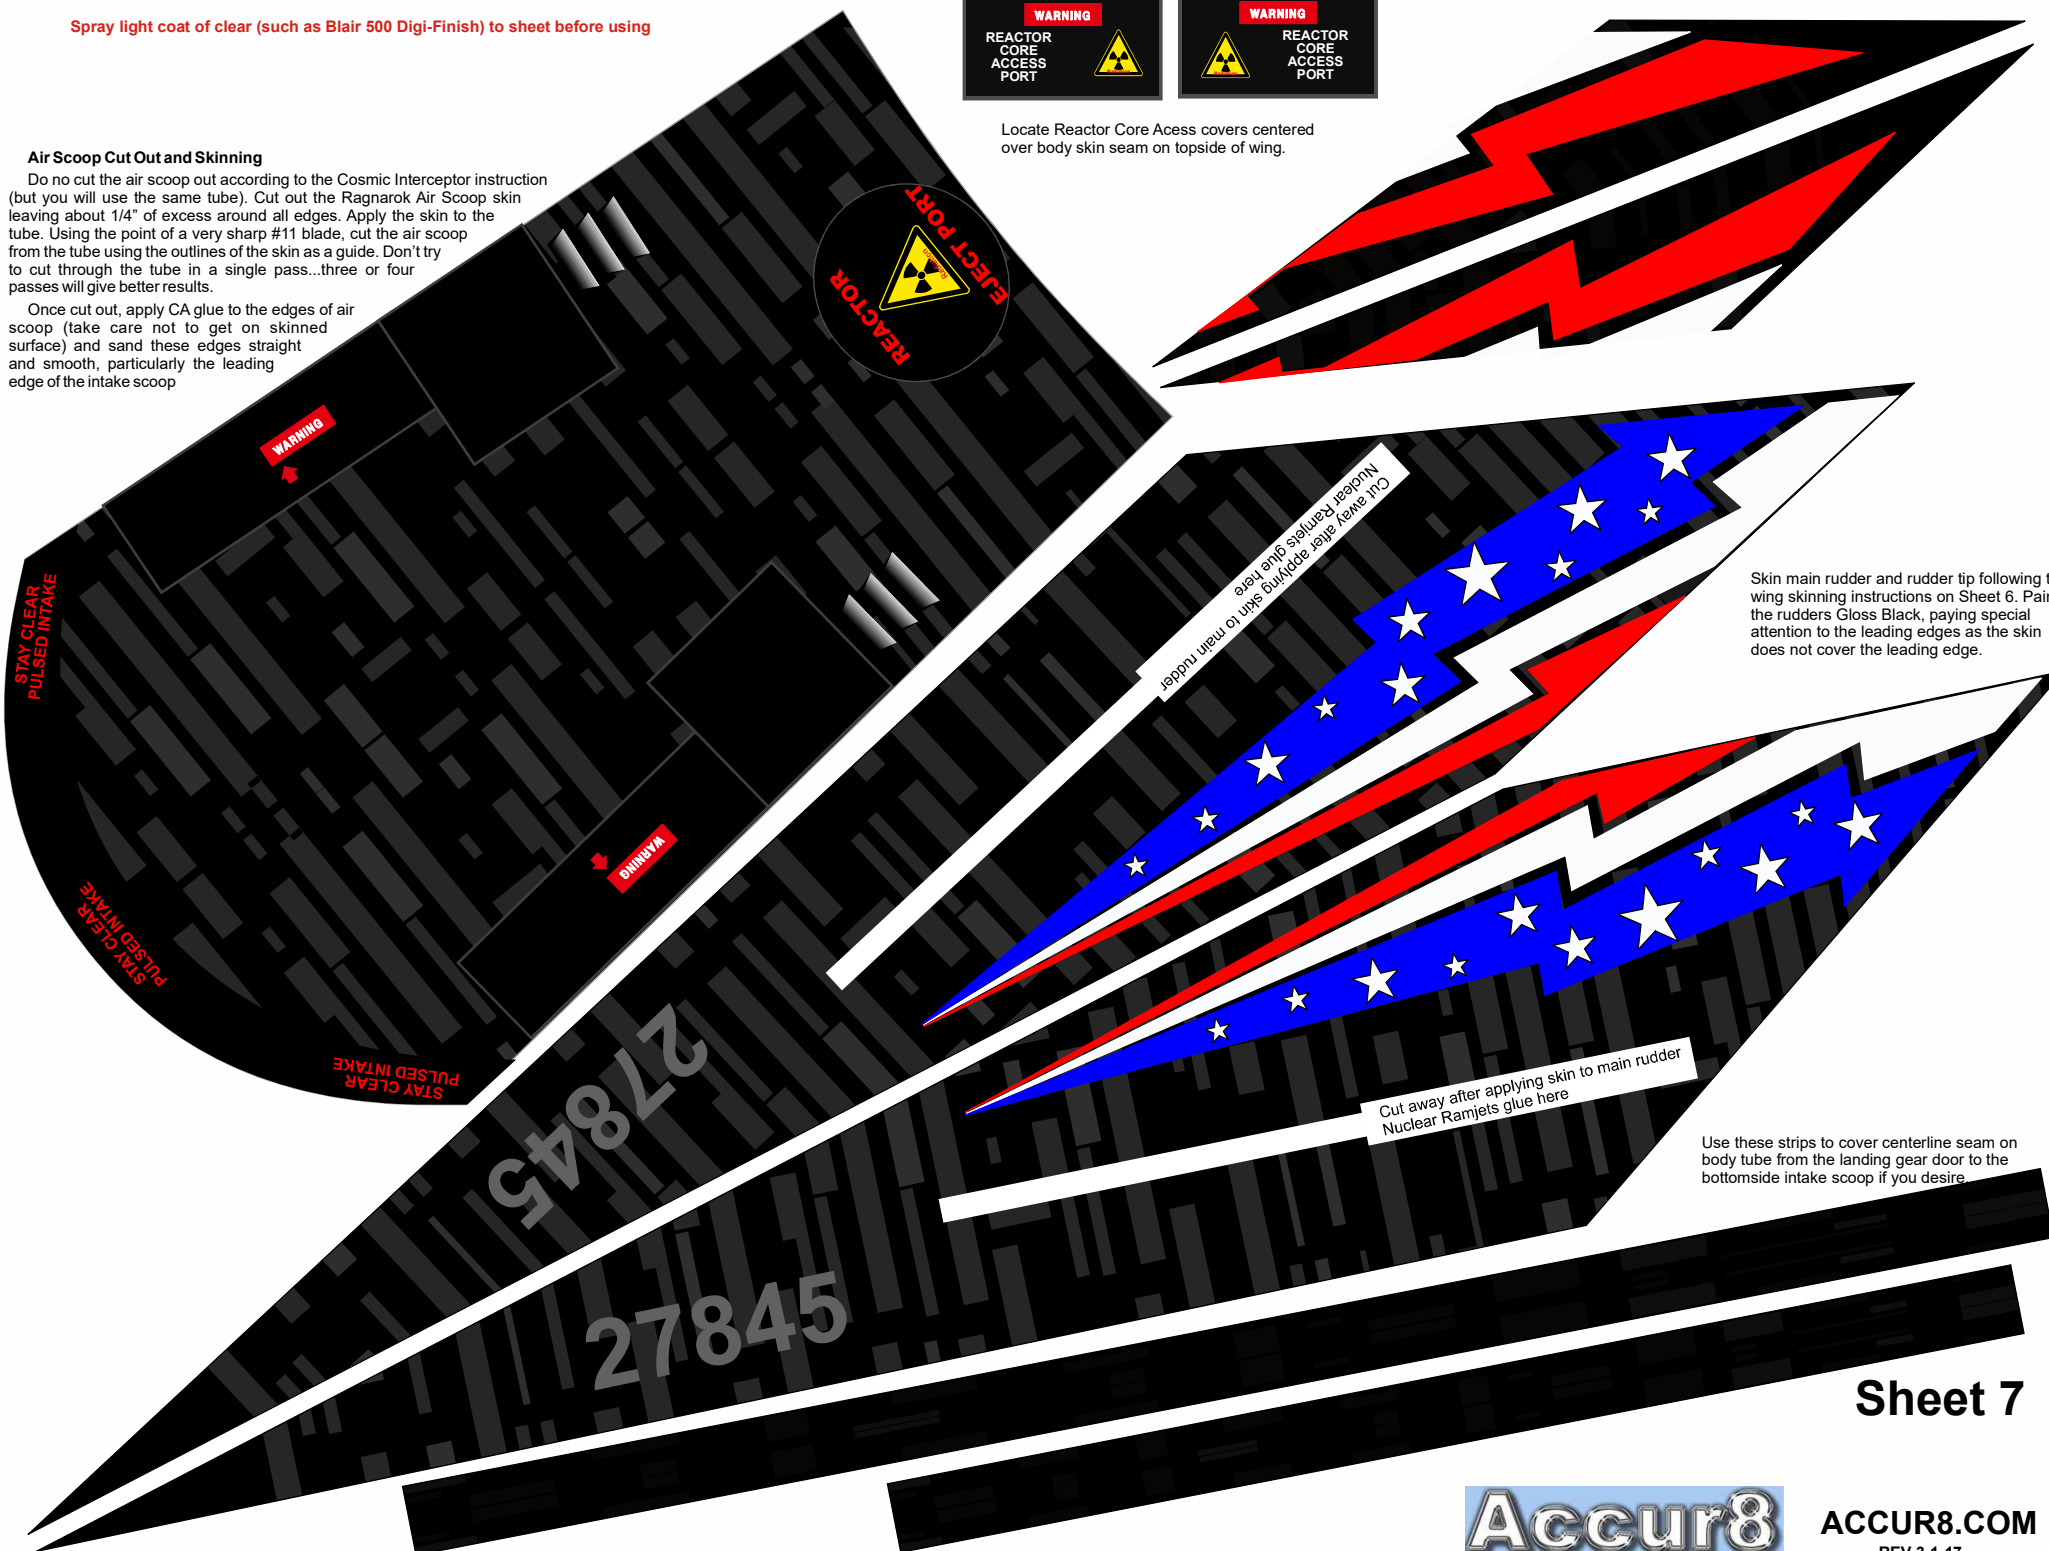 Spray light coat of clear (such as Blair 500 Digi-Finish) to sheet before using
WARNING
REACTOR
CORE
ACCESS
PORT
WARNING
REACTOR
CORE
ACCESS
PORT
Locate Reactor Core Acess covers centered
over body skin seam on topside of wing.
Air Scoop Cut Out and Skinning
Do no cut the air scoop out according to the Cosmic Interceptor instruction
(but you will use the same tube). Cut out the Ragnarok Air Scoop skin
leaving about 1/4” of excess around all edges. Apply the skin to the
tube. Using the point of a very sharp #11 blade, cut the air scoop
from the tube using the outlines of the skin as a guide. Don’t try
to cut through the tube in a single pass...three or four
passes will give better results.
Once cut out, apply CA glue to the edges of air
scoop (take care not to get on skinned
surface) and sand these edges straight
and smooth, particularly the leading
edge of the intake scoop
REACTOR
EJECT PORT
Radiation
WARNING
STAY CLEAR
PULSED INTAKE
WARNING
STAY CLEAR
PULSED INTAKE
STAY CLEAR
PULSED INTAKE
Cut away after applying skin to main rudder
Nuclear Ramjets glue here
Skin main rudder and rudder tip following
wing skinning instructions on Sheet 6.
the rudders Gloss Black, paying special
attention to the leading edges as the skin
does not cover the leading edge.
27845
Cut away after applying skin to main rudder
Nuclear Ramjets glue here
27845
Use these strips to cover centerline seam on
body tube from the landing gear door to the
bottomside intake scoop if you desire.
Sheet 7
Accur8
ACCUR8.COM
REV 3-1-17